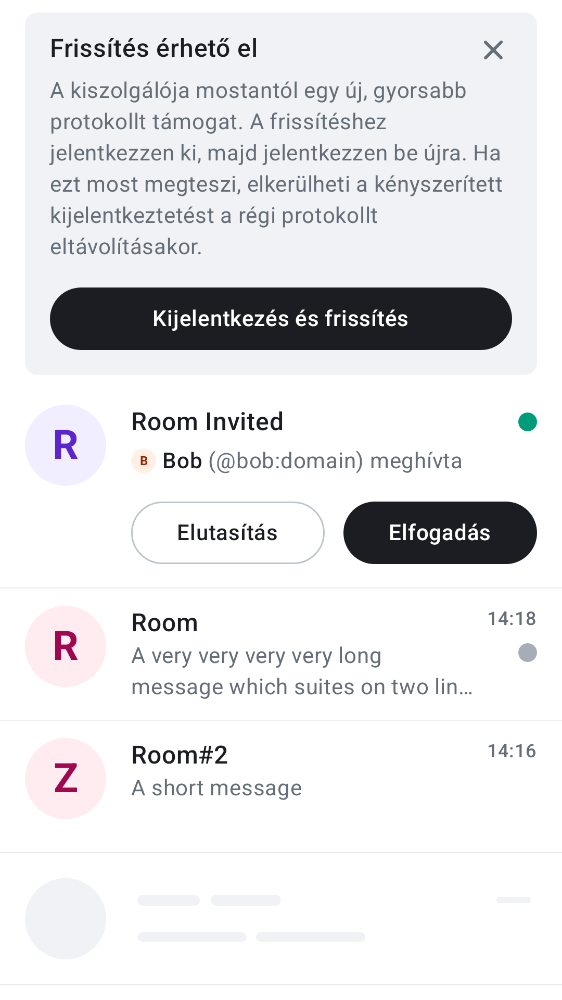 Frissítés érhető el
A kiszolgálója mostantól egy új, gyorsabb
protokollt támogat. A frissítéshez
jelentkezzen ki, majd jelentkezzen be újra. Ha
ezt most megteszi, elkerülheti a kényszerített
kijelentkeztetést a régi protokollt
eltávolításakor.
Kijelentkezés és frissítés
R
Room Invited
B Bob (@bob:domain) meghívta
Elutasítás
Elfogadás
R
Room
14:18
A very very very very long
message which suites on two lin…
Z
Room#2
14:16
A short message